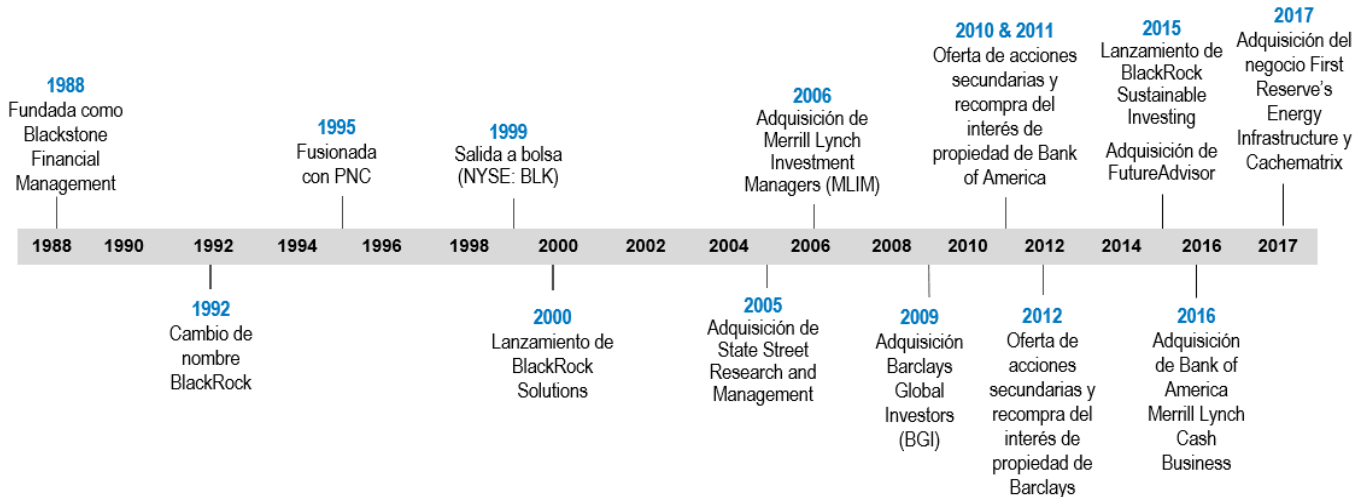 1988
Fundada como
Blackstone
Financial
Management
1995
Fusionada
con PNC
1999
Salida a bolsa
(NYSE: BLK)
2006
Adquisición de
Merrill Lynch
Investment
Managers (MLIM)
2010 & 2011
Oferta de acciones
secundarias y
recompra del
interés de
propiedad de Bank
of America
2015
Lanzamiento de
BlackRock
Sustainable
Investing
Adquisición de
FutureAdvisor
2017
Adquisición del
negocio First
Reserve's
Energy
Infrastructure y
Cachematrix
1988 1990 1992 1994 1996 1998 2000 2002 2004 2006 2008 2010 2012 2014 2016 2017
1992
Cambio de
nombre
BlackRock
2000
Lanzamiento de
BlackRock
Solutions
2005
Adquisición de
State Street
Research and
Management
2009
Adquisición
Barclays
Global
Investors
(BGI)
2012
Oferta de
acciones
secundarias y
recompra del
interés de
propiedad de
Barclays
2016
Adquisición
de Bank of
America
Merrill Lynch
Cash
Business